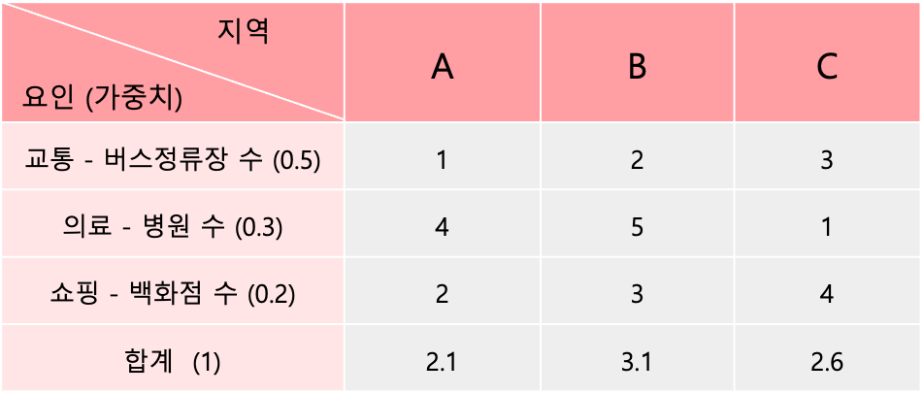 지역
요인 (가중치)
A B C
교통 - 버스정류장 수 (0.5) 1 2 3
의료 - 병원 수 (0.3) 4 5 1
쇼핑 - 백화점 수 (0.2) 2 3 4
합계 (1) 2.1 3.1 2.6